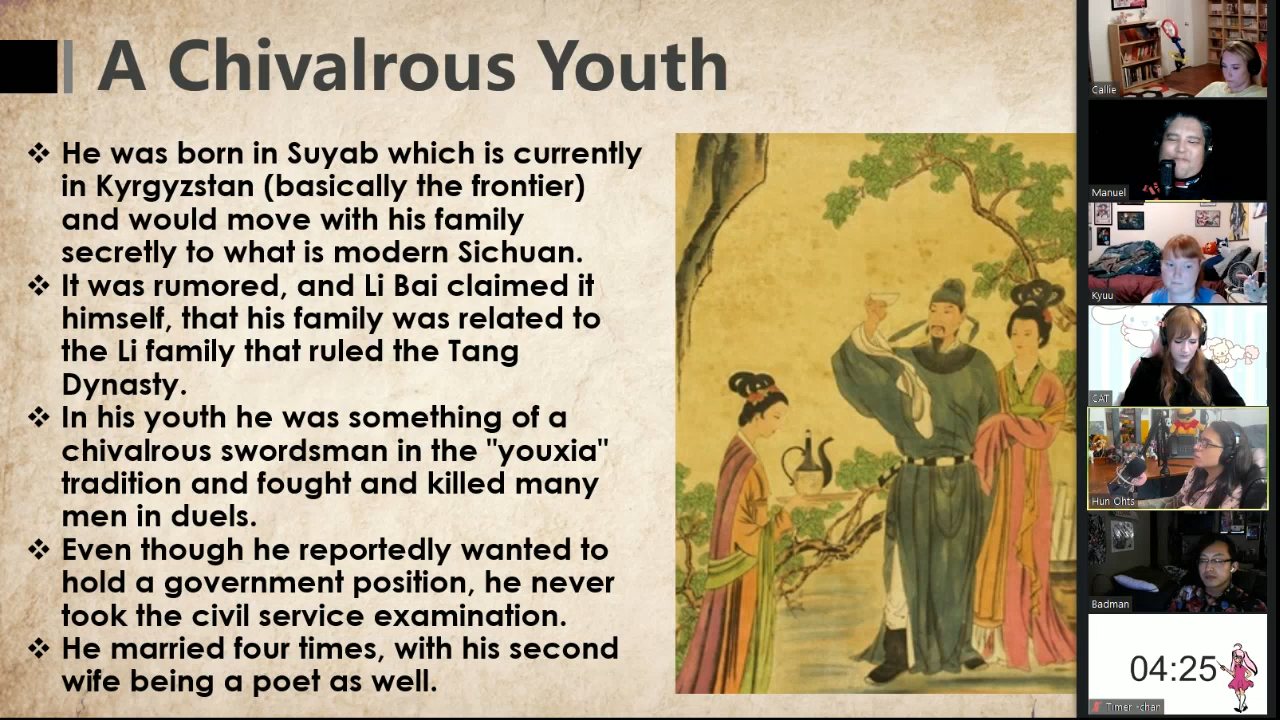 A Chivalrous Youth
❖ He was born in Suyab which is currently
in Kyrgyzstan (basically the frontier)
and would move with his family
secretly to what is modern Sichuan.
❖ It was rumored, and Li Bai claimed it
himself, that his family was related to
the Li family that ruled the Tang
Dynasty.
❖ In his youth he was something of a
chivalrous swordsman in the "youxia"
tradition and fought and killed many
men in duels.
❖ Even though he reportedly wanted to
hold a government position, he never
took the civil service examination.
❖ He married four times, with his second
wife being a poet as well.
Callie
Manuel
Kyuu
CAT
Hun Ohts
Badman
04:25
Timer -chan